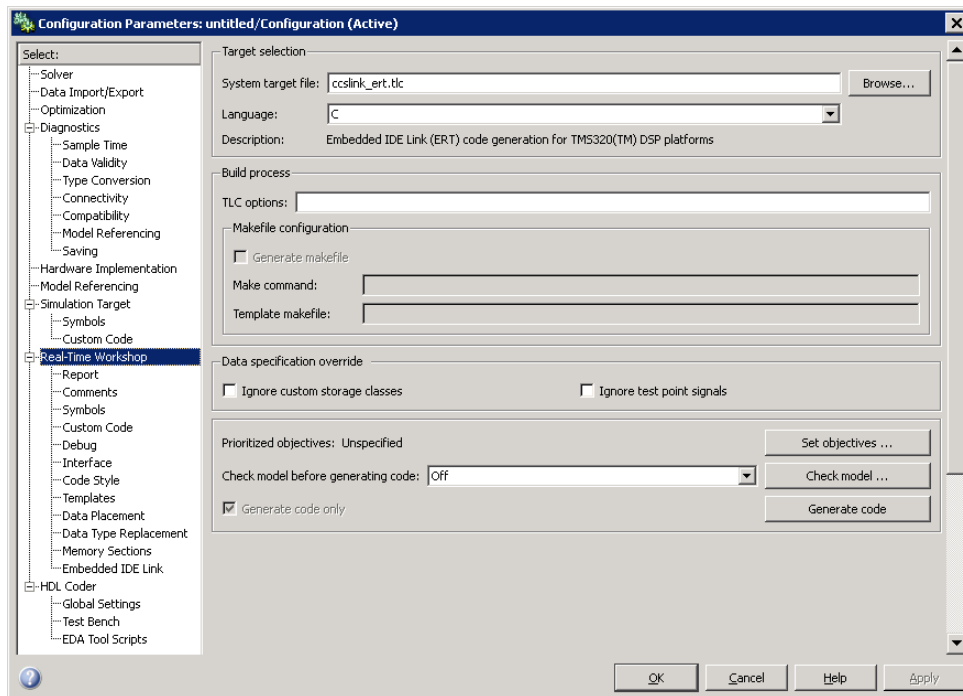 Configuration Parameters: untitled/Configuration (Active)
Select:
Solver
Data Import/Export
Optimization
Diagnostics
Sample Time
Data Validity
Type Conversion
Connectivity
Compatibility
Model Referencing
Saving
Hardware Implementation
Model Referencing
Simulation Target
Symbols
Custom Code
Real-Time Workshop
Report
Comments
Symbols
Custom Code
Debug
Interface
Code Style
Templates
Data Placement
Data Type Replacement
Memory Sections
Embedded IDE Link
HDL Coder
Global Settings
Test Bench
EDA Tool Scripts
Target selection
System target file: ccslink_ert.tlc Browse...
Language: C
Description: Embedded IDE Link (ERT) code generation for TMS320(TM) DSP platforms
Build process
TLC options:
Makefile configuration
Generate makefile
Make command:
Template makefile:
Data specification override
Ignore custom storage classes Ignore test point signals
Prioritized objectives: Unspecified Set objectives ...
Check model before generating code: Off Check model ...
Generate code only Generate code
OK Cancel Help Apply